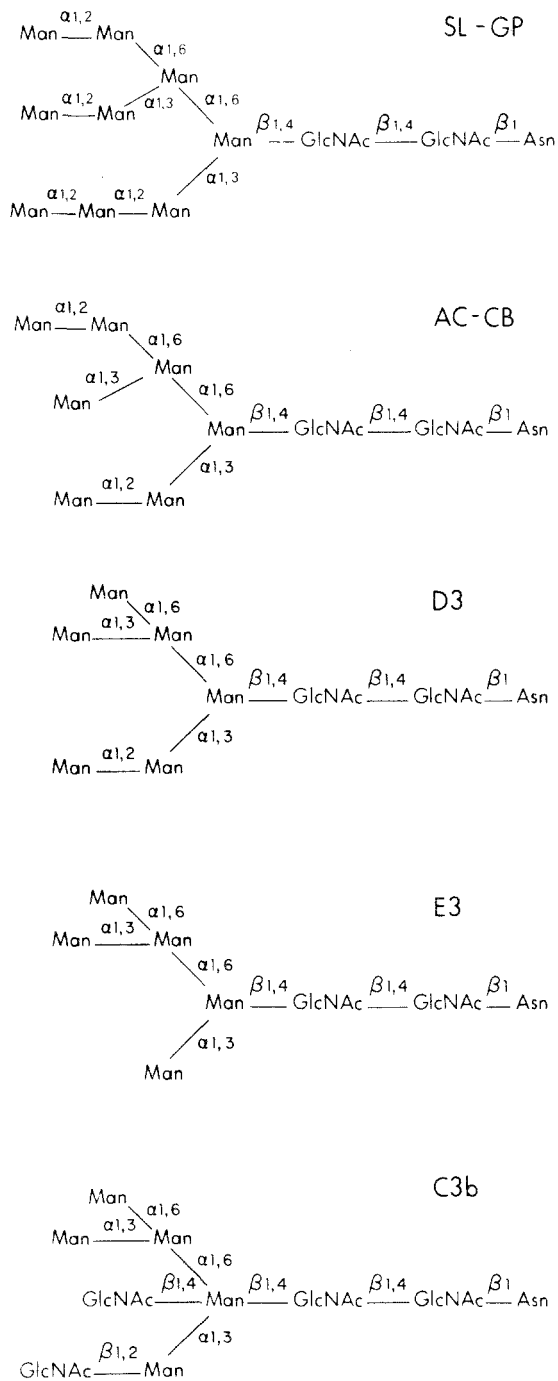 SL-GP
α1,2
Man—Man
α1,6
Man
α1,2 α1,3 α1,6
Man—Man
β1,4 β1,4 β1
Man—GlcNAc—GlcNAc—Asn
α1,3
α1,2 α1,2
Man—Man—Man
AC-CB
α1,2
Man—Man
α1,6
α1,3 Man
α1,6
Man
β1,4 β1,4 β1
Man—GlcNAc—GlcNAc—Asn
α1,3
α1,2
Man—Man
D3
Man
α1,6
α1,3
Man—Man
α1,6
β1,4 β1,4 β1
Man—GlcNAc—GlcNAc—Asn
α1,3
α1,2
Man—Man
E3
Man
α1,6
α1,3
Man—Man
α1,6
β1,4 β1,4 β1
Man—GlcNAc—GlcNAc—Asn
α1,3
Man
C3b
Man
α1,6
α1,3
Man—Man
α1,6
β1,4 β1,4 β1,4 β1
GlcNAc—Man—GlcNAc—GlcNAc—Asn
α1,3
β1,2
GlcNAc—Man